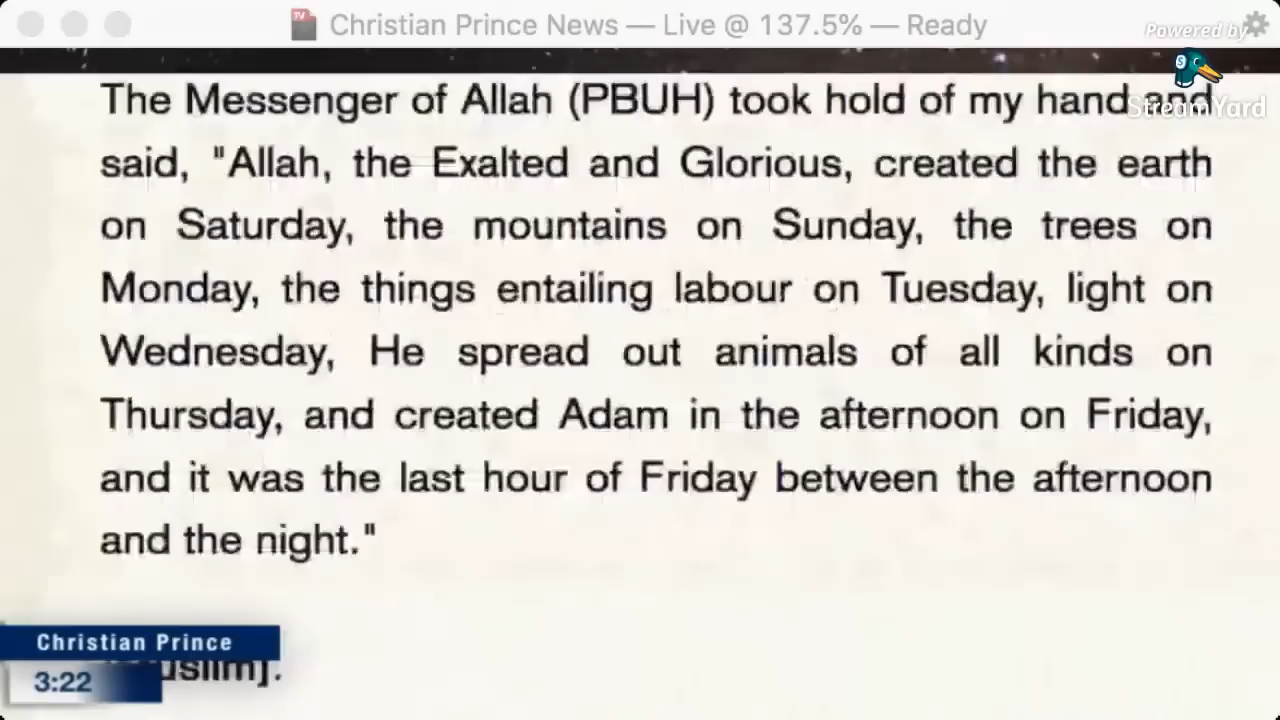 Christian Prince News — Live @ 137.5% — Ready
Powered by
StreamYard
The Messenger of Allah (PBUH) took hold of my hand and
said, "Allah, the Exalted and Glorious, created the earth
on Saturday, the mountains on Sunday, the trees on
Monday, the things entailing labour on Tuesday, light on
Wednesday, He spread out animals of all kinds on
Thursday, and created Adam in the afternoon on Friday,
and it was the last hour of Friday between the afternoon
and the night."
Christian Prince
3:22